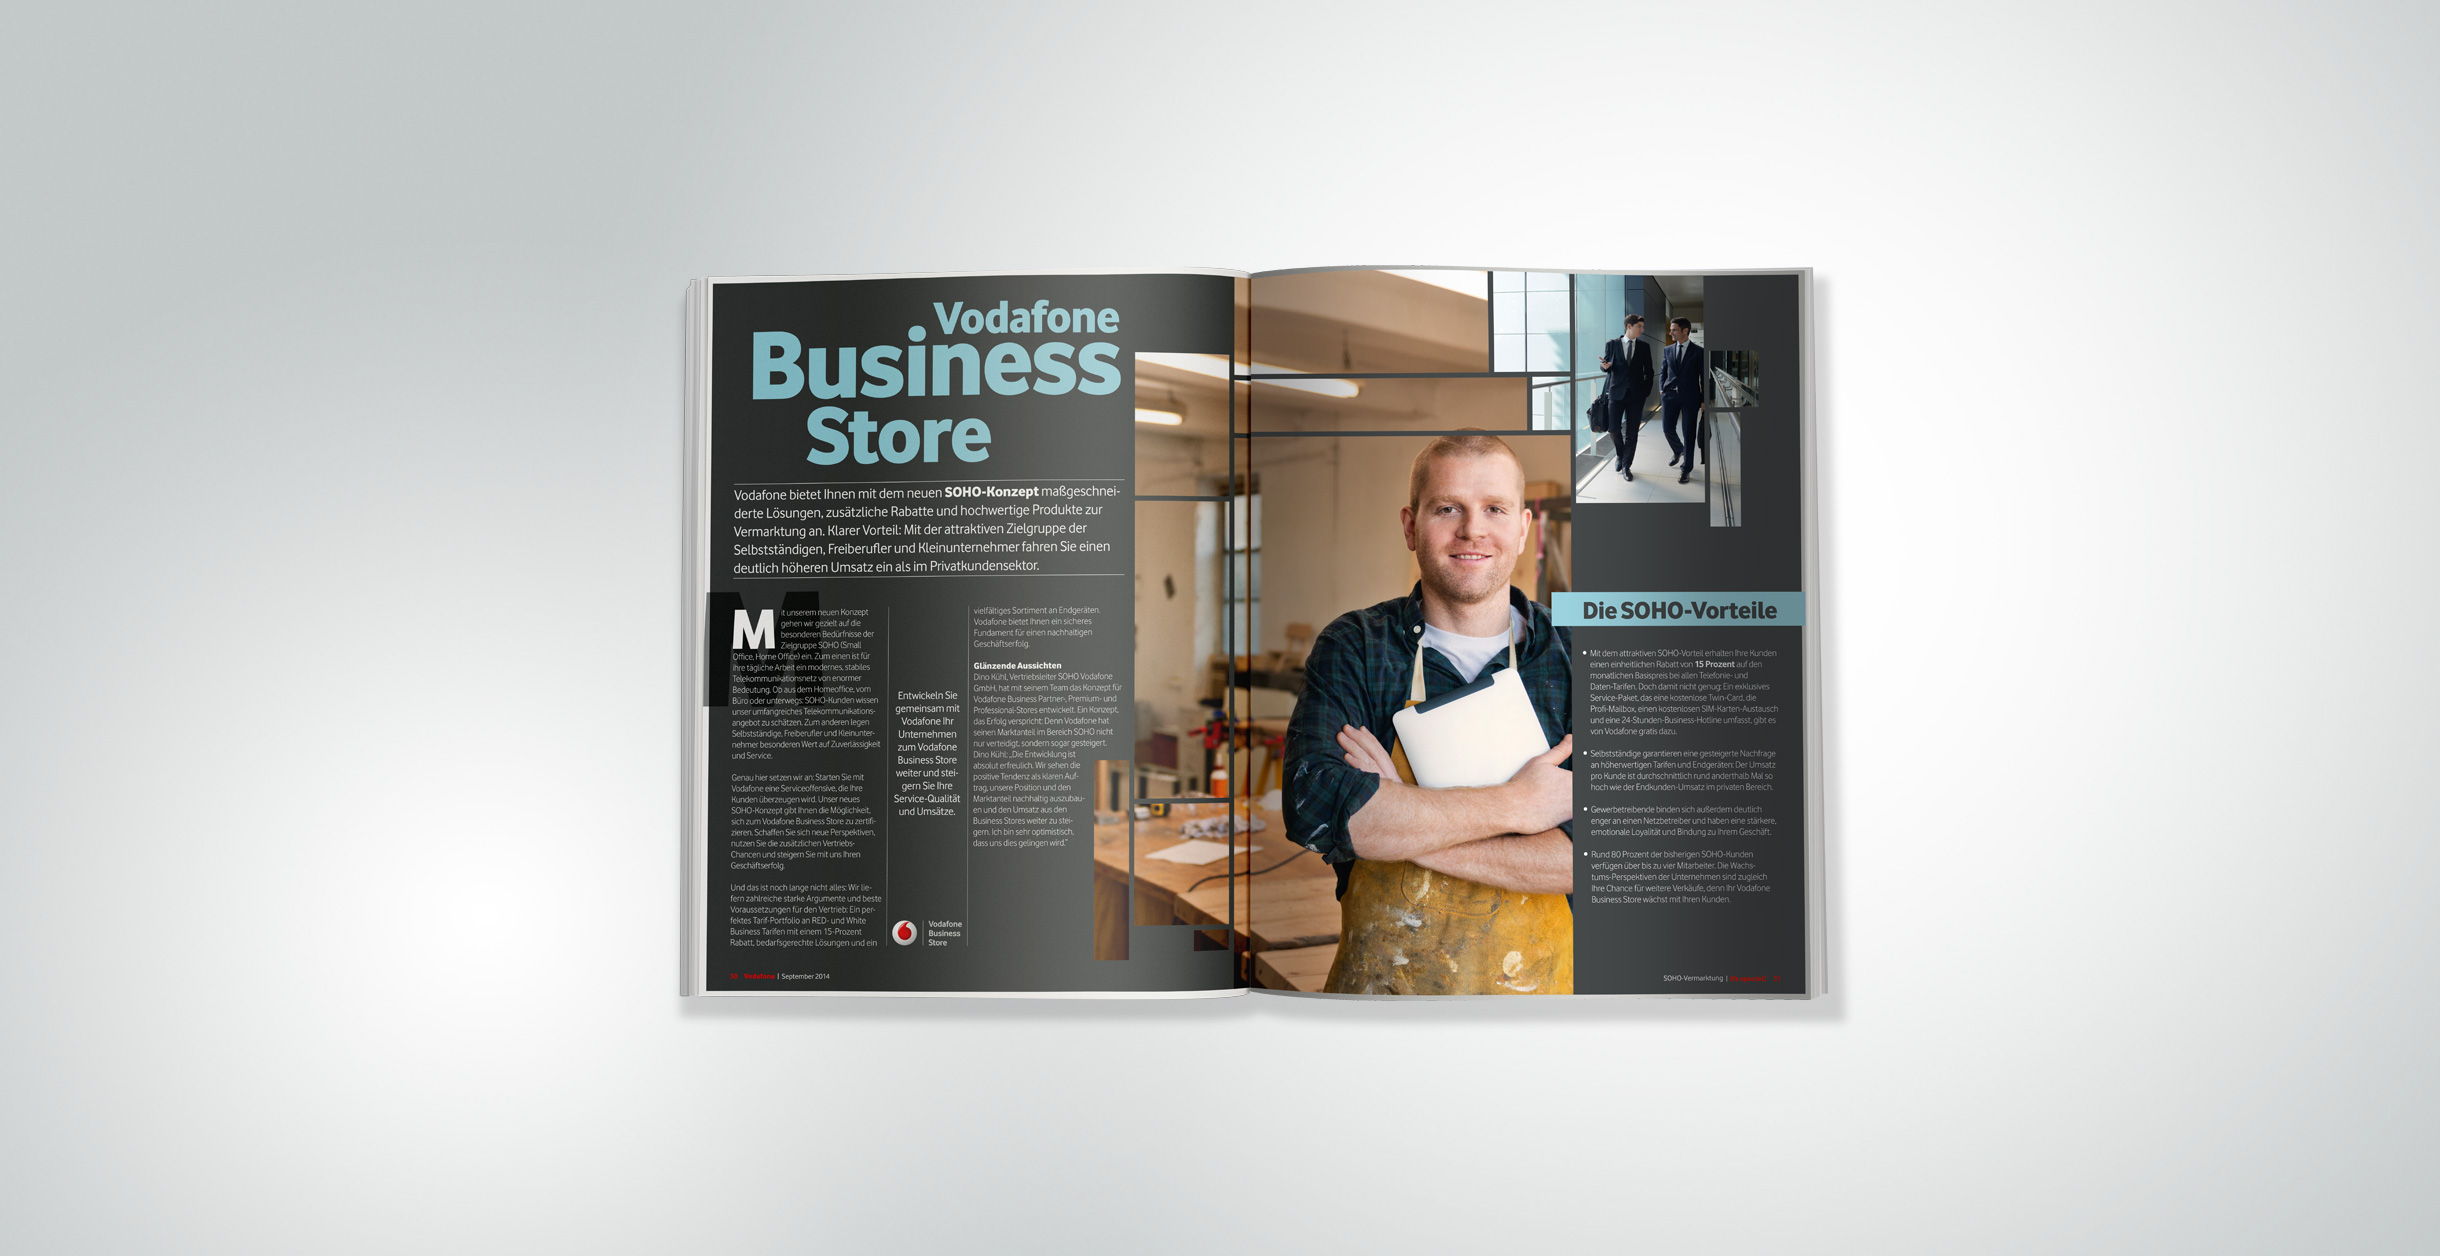 Vodafone
Business
Store
Vodafone bietet Ihnen mit dem neuen SOHO-Konzept maßgeschnei-
derte Lösungen, zusätzliche Rabatte und hochwertige Produkte zur
Vermarktung an. Klarer Vorteil: Mit der attraktiven Zielgruppe der
Selbstständigen, Freiberufler und Kleinunternehmer fahren Sie einen
deutlich höheren Umsatz ein als im Privatkundensektor.
Mit unserem neuen Konzept
gehen wir gezielt auf die
besonderen Bedürfnisse der
Zielgruppe SOHO (Small
Office, Home Office) ein. Zum einen ist für
ihre tägliche Arbeit ein modernes, stabiles
Telekommunikationsnetz von enormer
Bedeutung. Ob aus dem Homeoffice, vom
Büro oder unterwegs: SOHO-Kunden wissen
unser umfangreiches Telekommunikations-
angebot zu schätzen. Zum anderen legen
Selbstständige, Freiberufler und Kleinunter-
nehmer besonderen Wert auf Zuverlässigkeit
und Service.
Genau hier setzen wir an: Starten Sie mit
Vodafone eine Serviceoffensive, die Ihre
Kunden überzeugen wird. Unser neues
SOHO-Konzept gibt Ihnen die Möglichkeit,
sich zum Vodafone Business Store zu zertifi-
zieren. Schaffen Sie sich neue Perspektiven,
nutzen Sie die zusätzlichen Vertriebs-
Chancen und steigern Sie mit uns Ihren
Geschäftserfolg.
Und das ist noch lange nicht alles: Wir lie-
fern zahlreiche starke Argumente und beste
Voraussetzungen für den Vertrieb: Ein per-
fektes Tarif-Portfolio an RED- und White
Business Tarifen mit einem 15-Prozent
Rabatt, bedarfsgerechte Lösungen und ein
Entwickeln Sie
gemeinsam mit
Vodafone Ihr
Unternehmen
zum Vodafone
Business Store
weiter und stei-
gern Sie Ihre
Service-Qualität
und Umsätze.
Vodafone
Business
Store
vielfältiges Sortiment an Endgeräten.
Vodafone bietet Ihnen ein sicheres
Fundament für einen nachhaltigen
Geschäftserfolg.
Glänzende Aussichten
Dino Kühl, Vertriebsleiter SOHO Vodafone
GmbH, hat mit seinem Team das Konzept für
Vodafone Business Partner-, Premium- und
Professional-Stores entwickelt. Ein Konzept,
das Erfolg verspricht: Denn Vodafone hat
seinen Marktanteil im Bereich SOHO nicht
nur verteidigt, sondern sogar gesteigert.
Dino Kühl: „Die Entwicklung ist
absolut erfreulich. Wir sehen die
positive Tendenz als klaren Auf-
trag, unsere Position und den
Marktanteil nachhaltig auszubau-
en und den Umsatz aus den
Business Stores weiter zu stei-
gern. Ich bin sehr optimistisch,
dass uns dies gelingen wird."
30 Vodafone | September 2014
Die SOHO-Vorteile
• Mit dem attraktiven SOHO-Vorteil erhalten Ihre Kunden
einen einheitlichen Rabatt von 15 Prozent auf den
monatlichen Basispreis bei allen Telefonie- und
Daten-Tarifen. Doch damit nicht genug: Ein exklusives
Service-Paket, das eine kostenlose Twin-Card, die
Profi-Mailbox, einen kostenlosen SIM-Karten-Austausch
und eine 24-Stunden-Business-Hotline umfasst, gibt es
von Vodafone gratis dazu.
• Selbstständige garantieren eine gesteigerte Nachfrage
an höherwertigen Tarifen und Endgeräten: Der Umsatz
pro Kunde ist durchschnittlich rund anderthalb Mal so
hoch wie der Endkunden-Umsatz im privaten Bereich.
• Gewerbetreibende binden sich außerdem deutlich
enger an einen Netzbetreiber und haben eine stärkere,
emotionale Loyalität und Bindung zu Ihrem Geschäft.
• Rund 80 Prozent der bisherigen SOHO-Kunden
verfügen über bis zu vier Mitarbeiter. Die Wachs-
tums-Perspektiven der Unternehmen sind zugleich
Ihre Chance für weitere Verkäufe, denn Ihr Vodafone
Business Store wächst mit Ihren Kunden.
SOHO-Vermarktung |